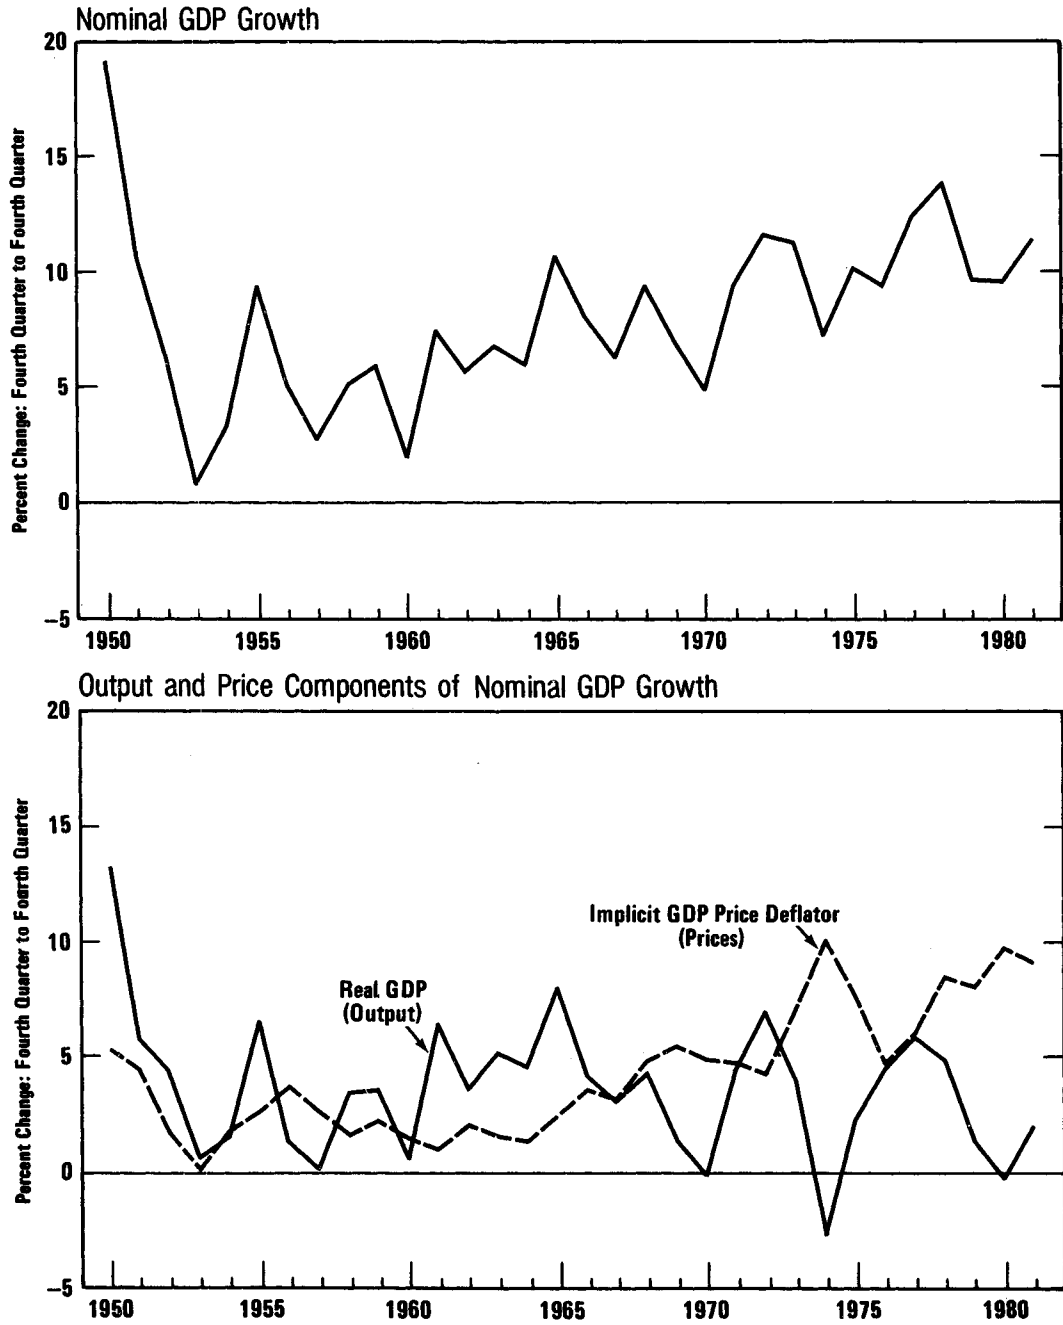 Nominal GDP Growth
Percent Change: Fourth Quarter to Fourth Quarter
20
15
10
5
0
–5
1950 1955 1960 1965 1970 1975 1980
Output and Price Components of Nominal GDP Growth
Percent Change: Fourth Quarter to Fourth Quarter
20
15
10
5
0
–5
Implicit GDP Price Deflator
(Prices)
Real GDP
(Output)
1950 1955 1960 1965 1970 1975 1980